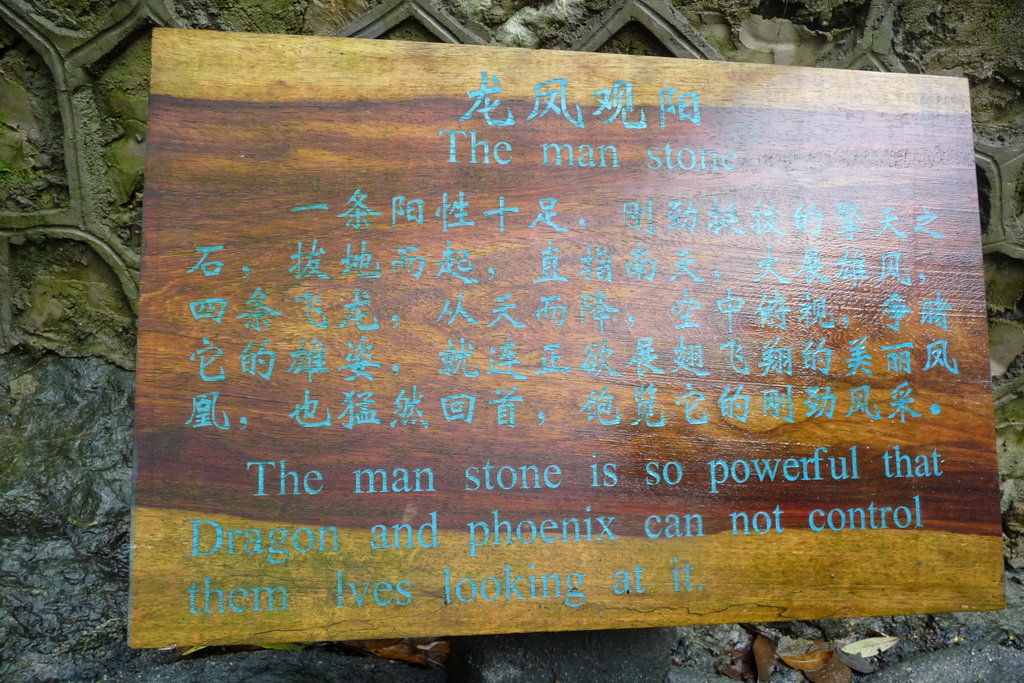 龙凤观阳
The man stone
一条阳性十足，刚劲挺拔的擎天之
石，拔地而起，直指南天，大展雄风，
四条飞龙，从天而降，空中俯视，争睹
它的雄姿，就连正欲展翅飞翔的美丽凤
凰，也猛然回首，饱览它的刚劲风采。
The man stone is so powerful that
Dragon and phoenix can not control
them lves looking at it.